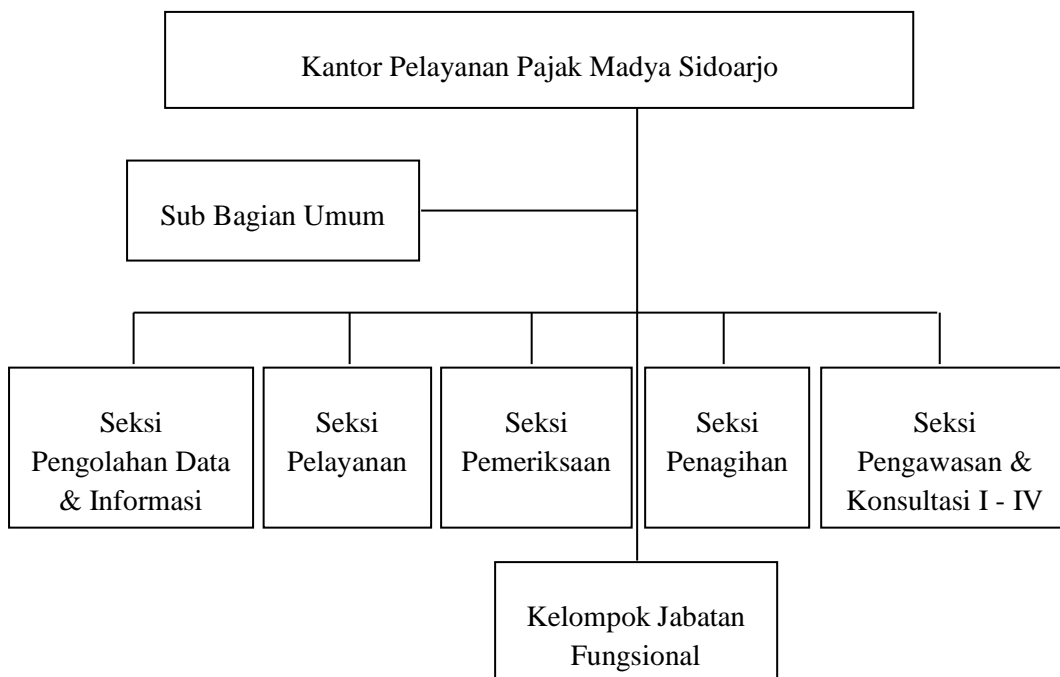 Kantor Pelayanan Pajak Madya Sidoarjo
Sub Bagian Umum
Seksi
Pengolahan Data
& Informasi
Seksi
Pelayanan
Seksi
Pemeriksaan
Seksi
Penagihan
Seksi
Pengawasan &
Konsultasi I - IV
Kelompok Jabatan
Fungsional